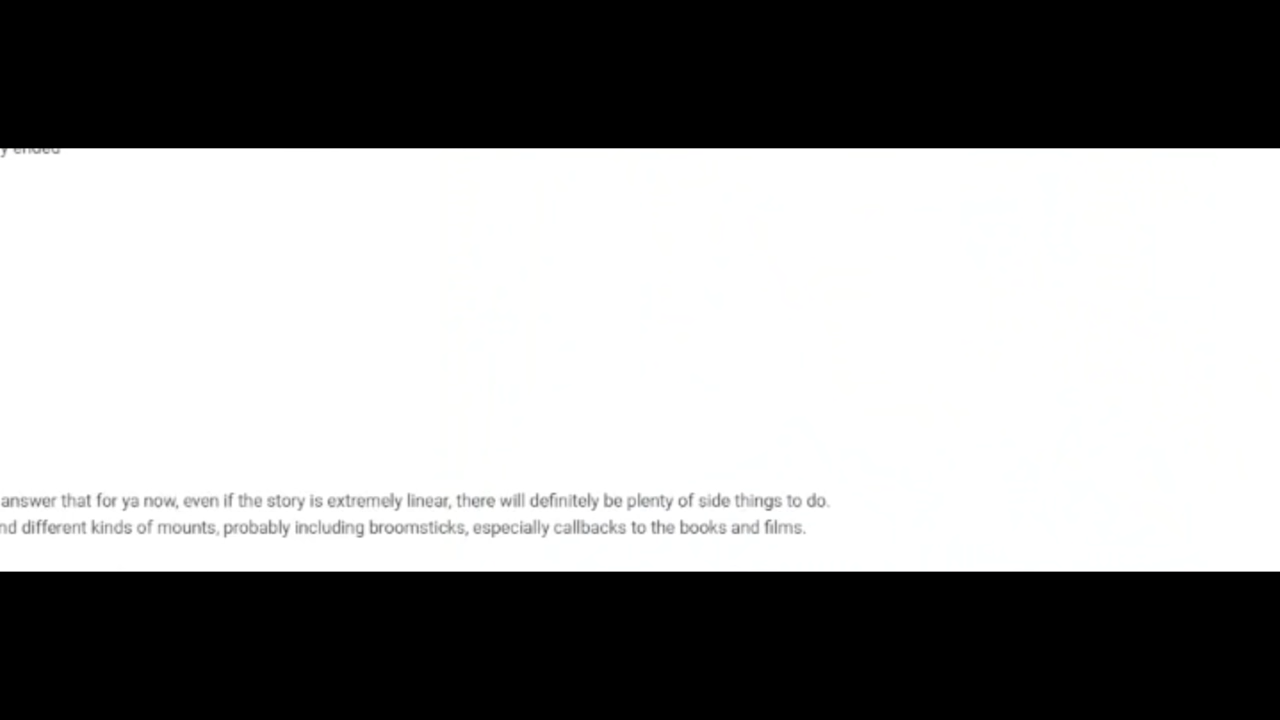 answer that for ya now, even if the story is extremely linear, there will definitely be plenty of side things to do.
different kinds of mounts, probably including broomsticks, especially callbacks to the books and films.